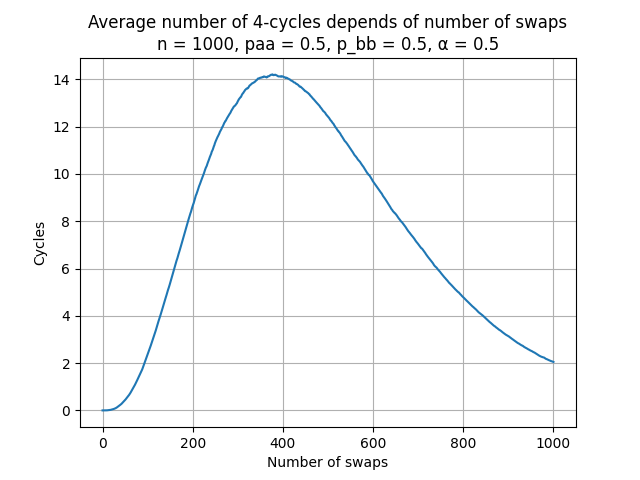 Average number of 4-cycles depends of number of swaps
n = 1000, paa = 0.5, p_bb = 0.5, α = 0.5
14
12
10
8
6
4
2
0
Cycles
0 200 400 600 800 1000
Number of swaps